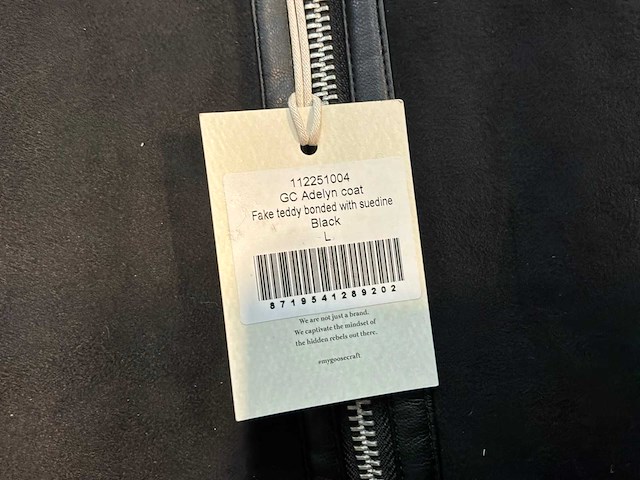 112251004
GC Adelyn coat
Fake teddy bonded with suedine
Black
L
8719541289202
We are not just a brand.
We captivate the mindset of
the hidden rebels out there.
#mygoosecraft